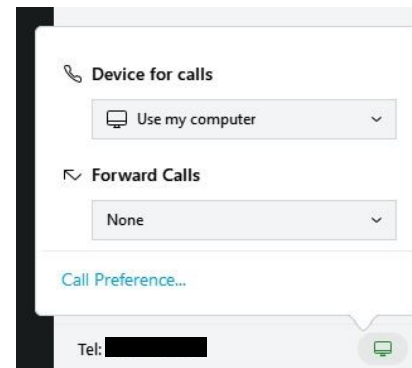 Device for calls
Use my computer
Forward Calls
None
Call Preference...
Tel: